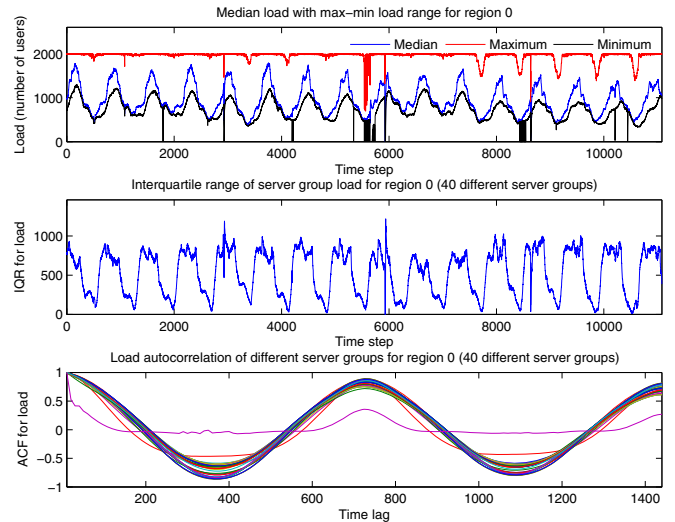 Median load with max−min load range for region 0
Median Maximum Minimum
2000
1000
0
Load (number of users)
0 2000 4000 6000 8000 10000
Time step
Interquartile range of server group load for region 0 (40 different server groups)
1000
500
0
IQR for load
0 2000 4000 6000 8000 10000
Time step
Load autocorrelation of different server groups for region 0 (40 different server groups)
1
0.5
0
−0.5
−1
ACF for load
200 400 600 800 1000 1200 1400
Time lag